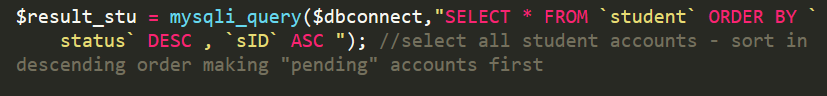 $result_stu = mysqli_query($dbconnect,"SELECT * FROM `student` ORDER BY `
status` DESC , `sID` ASC "); //select all student accounts - sort in
descending order making "pending" accounts first